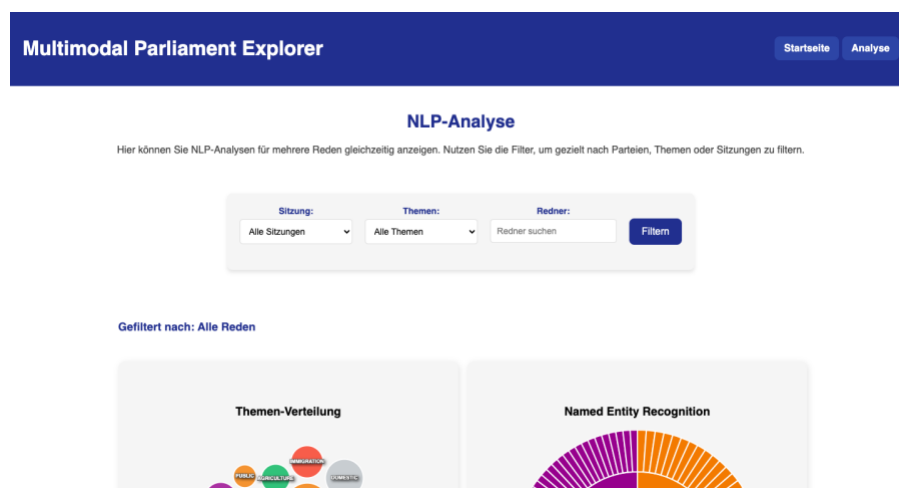 Multimodal Parliament Explorer
Startseite Analyse
NLP-Analyse
Hier können Sie NLP-Analysen für mehrere Reden gleichzeitig anzeigen. Nutzen Sie die Filter, um gezielt nach Parteien, Themen oder Sitzungen zu filtern.
Sitzung: Themen: Redner:
Alle Sitzungen Alle Themen Redner suchen Filtern
Gefiltert nach: Alle Reden
Themen-Verteilung Named Entity Recognition
IMMIGRATION
PUBLIC AGRICULTURE DOMESTIC